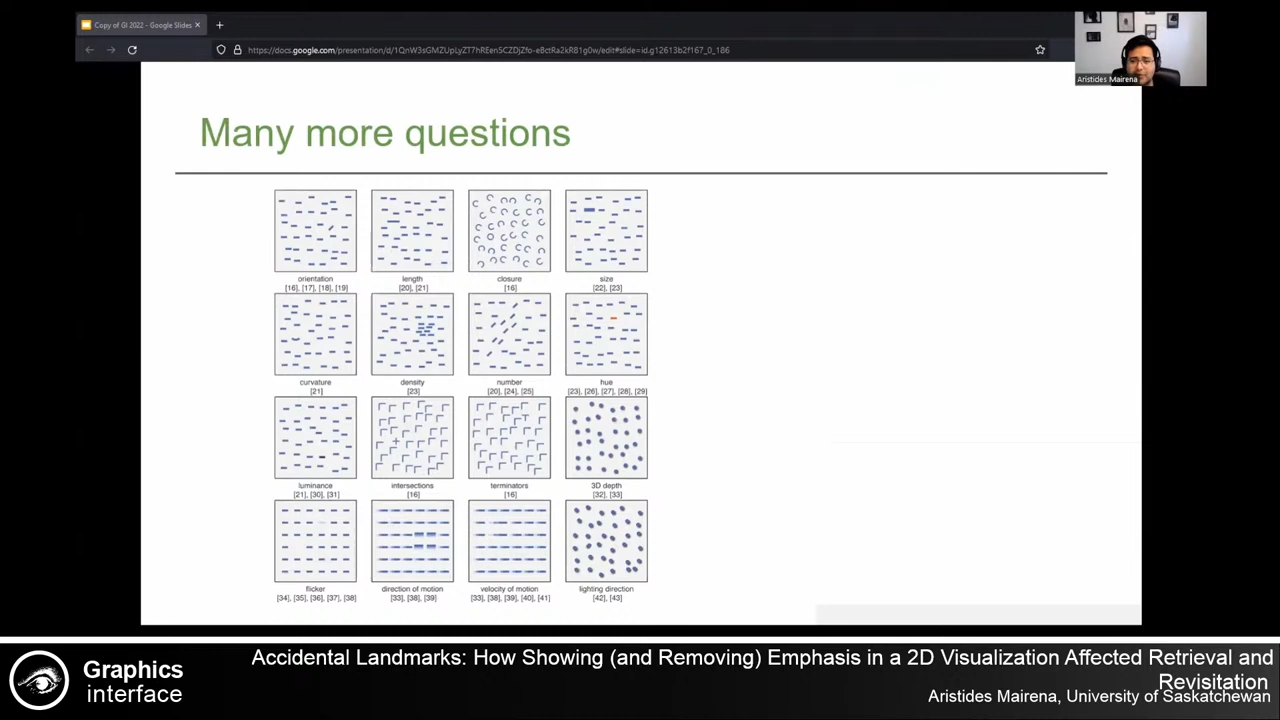 Copy of GI 2022 - Google Slides
https://docs.google.com/presentation/d/1QnW3sGMZUpLyZT7hREenSCZDJZfo-eBctRa2kR81g0w/edit#slide=id.g12613b2f167_0_186
Aristides Mairena
Many more questions
orientation length closure size
[16], [17], [18], [19] [20], [21] [16] [22], [23]
curvature density number hue
[21] [23] [20], [24], [25] [23], [26], [27], [28], [29]
luminance intersections terminators 3D depth
[21], [30], [31] [16] [16] [32], [33]
flicker direction of motion velocity of motion lighting direction
[34], [35], [36], [37], [38] [33], [38], [39] [33], [38], [39], [40], [41] [42], [43]
Graphics
interface
Accidental Landmarks: How Showing (and Removing) Emphasis in a 2D Visualization Affected Retrieval and
Revisitation
Aristides Mairena, University of Saskatchewan